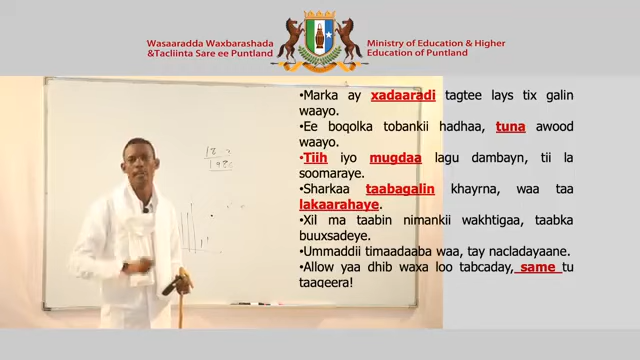 Wasaaradda Waxbarashada
&Tacliinta Sare ee Puntland
Ministry of Education & Higher
Education of Puntland
•Marka ay xadaaradi tagtee lays tix galin
waayo.
•Ee boqolka tobankii hadhaa, tuna awood
waayo.
•Tiih iyo mugdaa lagu dambayn, tii la
soomaraye.
•Sharkaa taabagalin khayrna, waa taa
lakaarahaye.
•Xil ma taabin nimankii wakhtigaa, taabka
buuxsadeye.
•Ummaddii timaadaaba waa, tay nacladayaane.
•Allow yaa dhib waxa loo tabcaday, same tu
taageera!